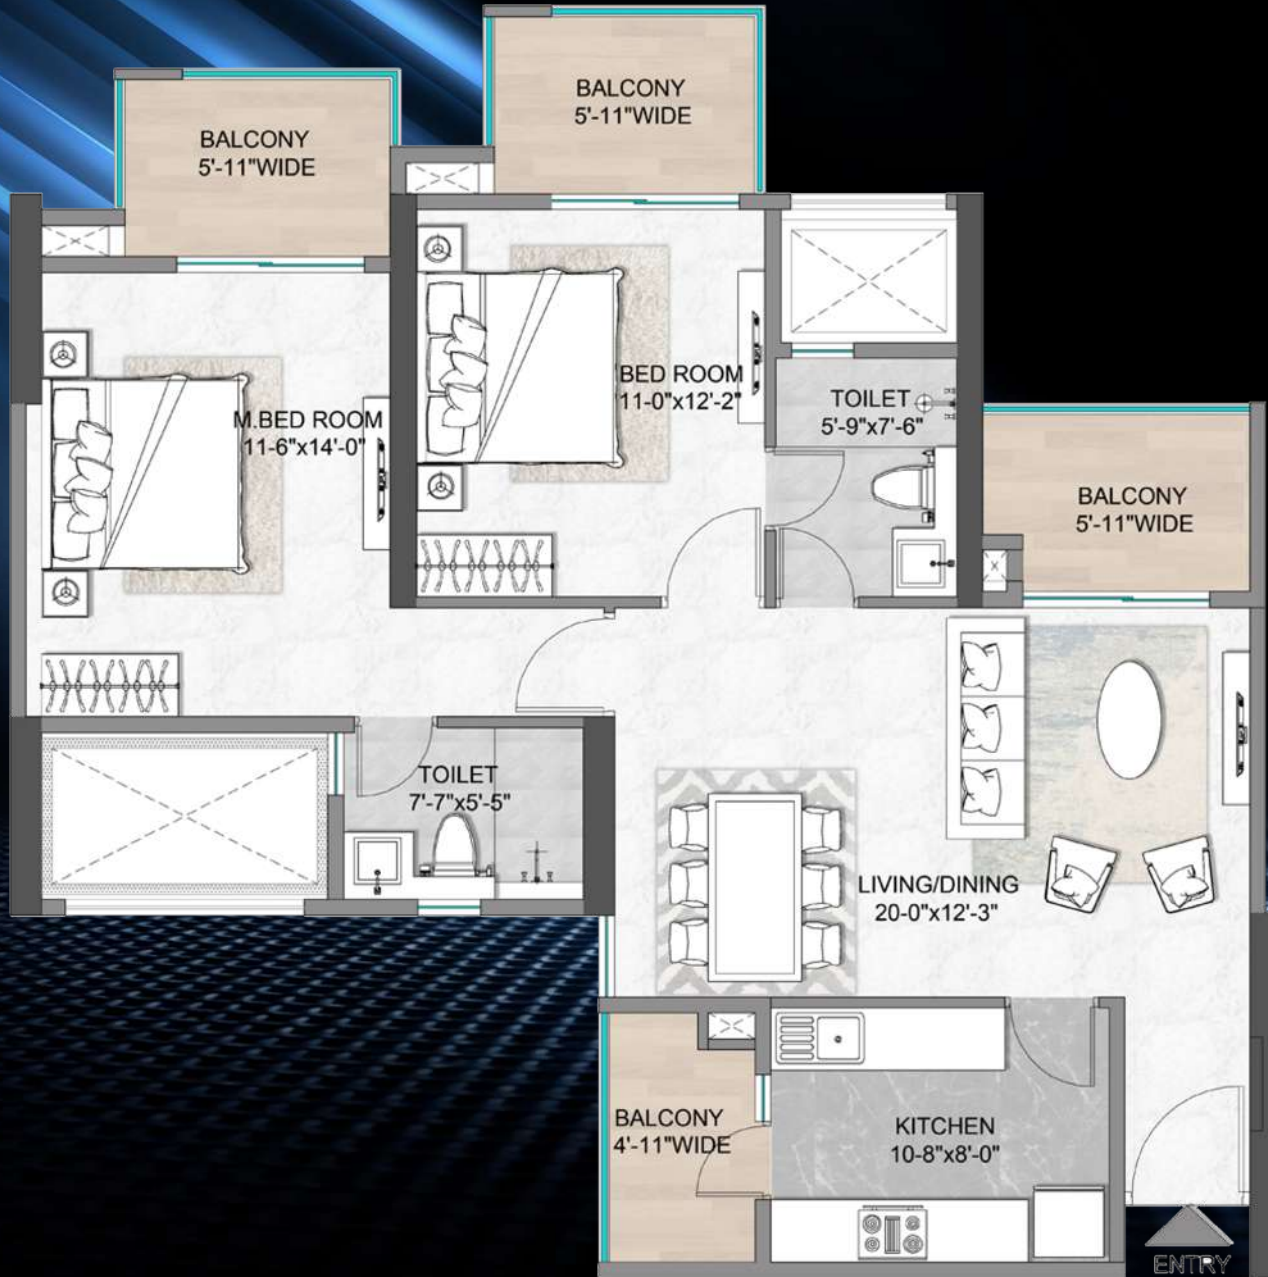 BALCONY
5'-11"WIDE
BALCONY
5'-11"WIDE
BED ROOM
11-0"x12'-2"
TOILET
5'-9"x7'-6"
M.BED ROOM
11-6"x14'-0"
BALCONY
5'-11"WIDE
TOILET
7'-7"x5'-5"
LIVING/DINING
20-0"x12'-3"
BALCONY
4'-11"WIDE
KITCHEN
10-8"x8'-0"
ENTRY